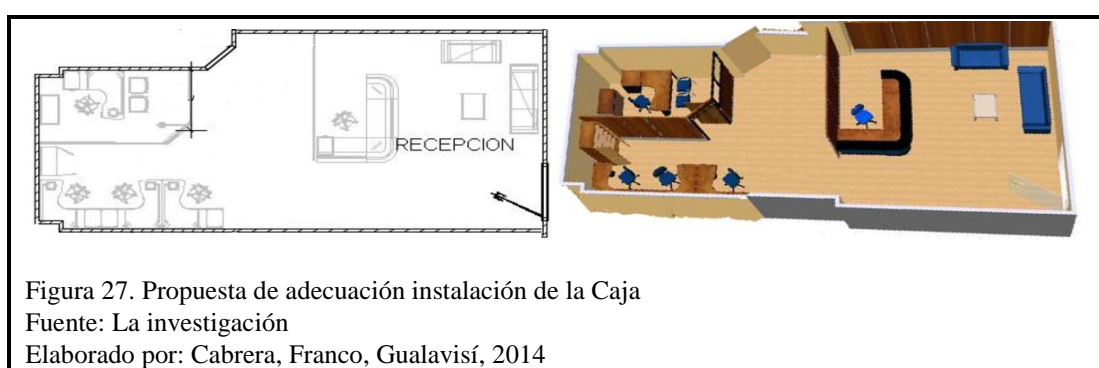 RECEPCION
Figura 27. Propuesta de adecuación instalación de la Caja
Fuente: La investigación
Elaborado por: Cabrera, Franco, Gualavisí, 2014